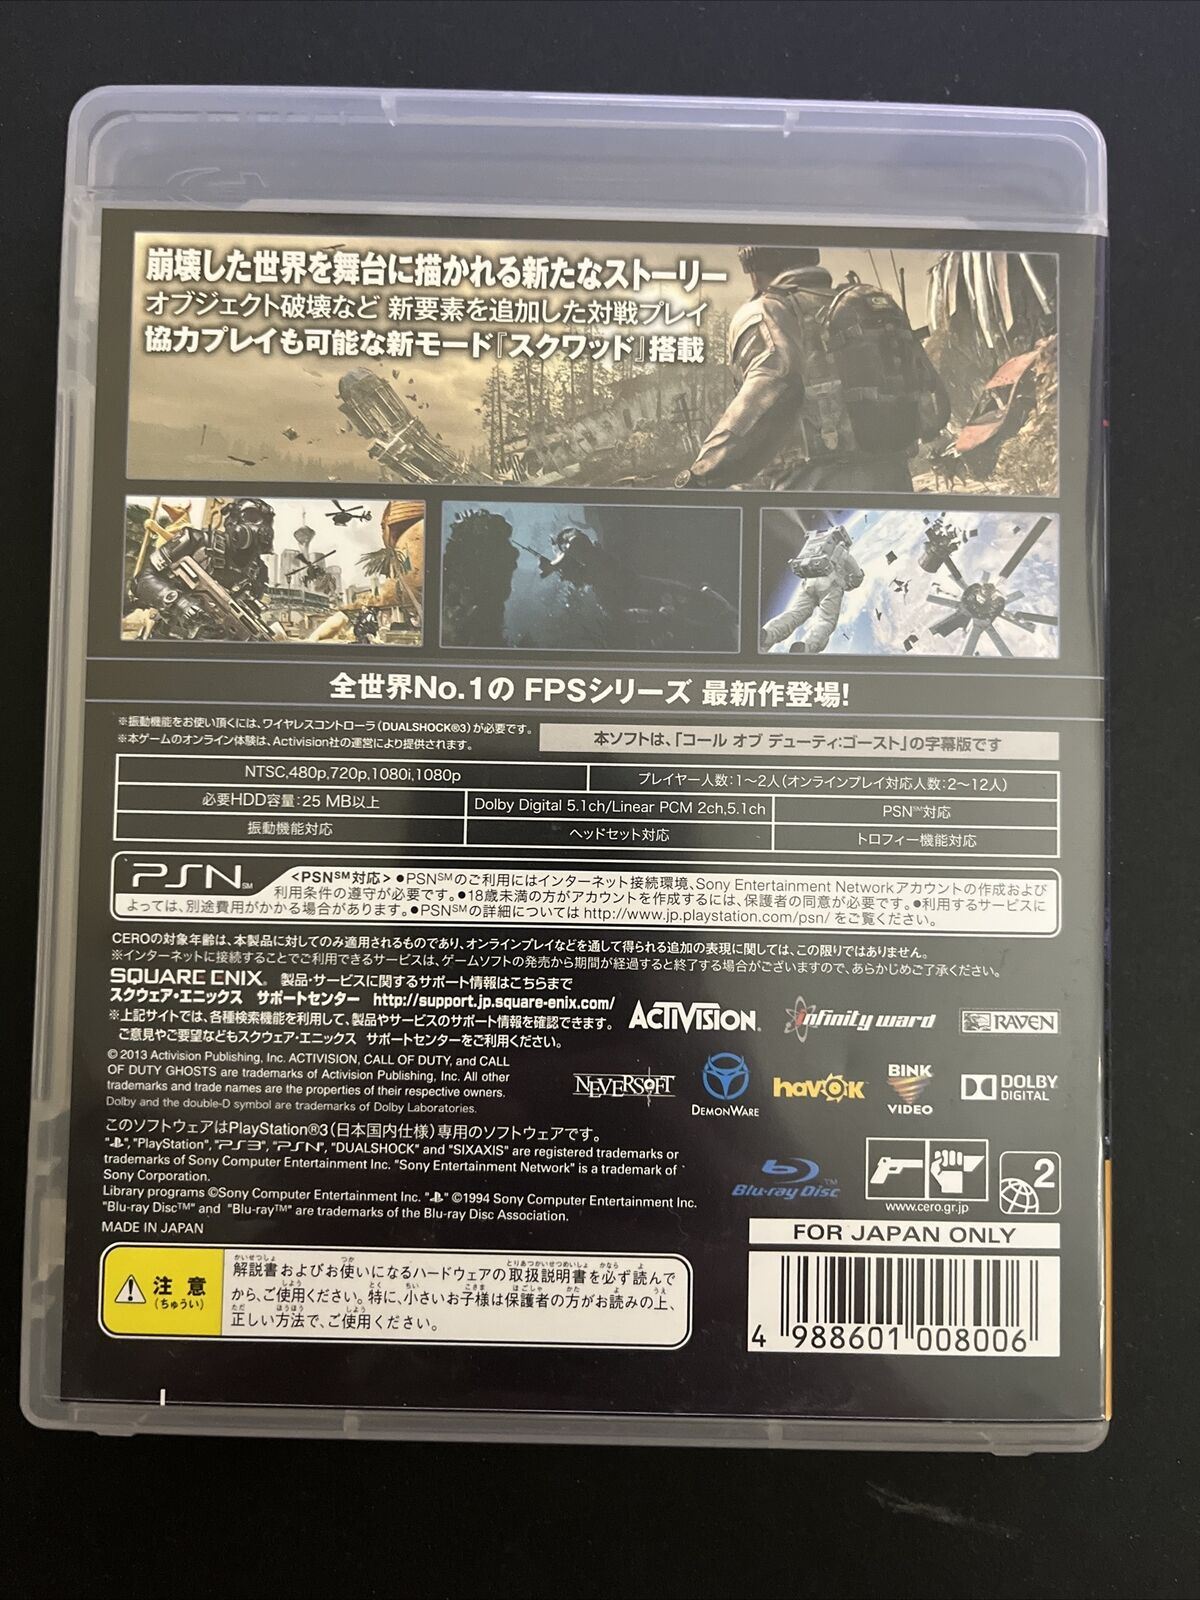 崩壊した世界を舞台に描かれる新たなストーリー
オブジェクト破壊など 新要素を追加した対戦プレイ
協力プレイも可能な新モード『スクワッド』搭載
全世界No.1の FPSシリーズ 最新作登場!
※振動機能をお使い頂くには、ワイヤレスコントローラ(DUALSHOCK®3)が必要です。
※本ゲームのオンライン体験は、Activision社の運営により提供されます。
本ソフトは、「コール オブ デューティ:ゴースト」の字幕版です
NTSC,480p,720p,1080i,1080p
プレイヤー人数:1〜2人(オンラインプレイ対応人数:2〜12人)
必要HDD容量:25 MB以上
Dolby Digital 5.1ch/Linear PCM 2ch,5.1ch
PSN℠対応
振動機能対応
ヘッドセット対応
トロフィー機能対応
PSN℠
<PSN℠対応> ●PSN℠のご利用にはインターネット接続環境、Sony Entertainment Networkアカウントの作成および
利用条件の遵守が必要です。●18歳未満の方がアカウントを作成するには、保護者の同意が必要です。●利用するサービスに
よっては、別途費用がかかる場合があります。●PSN℠の詳細については http://www.jp.playstation.com/psn/ をご覧ください。
CEROの対象年齢は、本製品に対してのみ適用されるものであり、オンラインプレイなどを通して得られる追加の表現に関しては、この限りではありません。
※インターネットに接続することでご利用できるサービスは、ゲームソフトの発売から期間が経過すると終了する場合がございますので、あらかじめご了承ください。
SQUARE ENIX. 製品・サービスに関するサポート情報はこちらまで
スクウェア・エニックス サポートセンター http://support.jp.square-enix.com/
※上記サイトでは、各種検索機能を利用して、製品やサービスのサポート情報を確認できます。
ご意見やご要望などもスクウェア・エニックス サポートセンターをご利用ください。
ACTIVISION.
infinity ward
RAVEN
© 2013 Activision Publishing, Inc. ACTIVISION, CALL OF DUTY, and CALL
OF DUTY GHOSTS are trademarks of Activision Publishing, Inc. All other
trademarks and trade names are the properties of their respective owners.
Dolby and the double-D symbol are trademarks of Dolby Laboratories.
NEVERSOFT
DEMONWARE
havok
BINK
VIDEO
DOLBY
DIGITAL
このソフトウェアはPlayStation®3(日本国内仕様)専用のソフトウェアです。
" ", "PlayStation", "PS3", "PSN", "DUALSHOCK" and "SIXAXIS" are registered trademarks or
trademarks of Sony Computer Entertainment Inc. "Sony Entertainment Network" is a trademark of
Sony Corporation.
Library programs ©Sony Computer Entertainment Inc. " " ©1994 Sony Computer Entertainment Inc.
"Blu-ray Disc™" and "Blu-ray™" are trademarks of the Blu-ray Disc Association.
MADE IN JAPAN
Blu-ray Disc™
www.cero.gr.jp
2
FOR JAPAN ONLY
注意
(ちゅうい)
解説書およびお使いになるハードウェアの取扱説明書を必ず読んで
から、ご使用ください。特に、小さいお子様は保護者の方がお読みの上、
正しい方法で、ご使用ください。
4 988601 008006